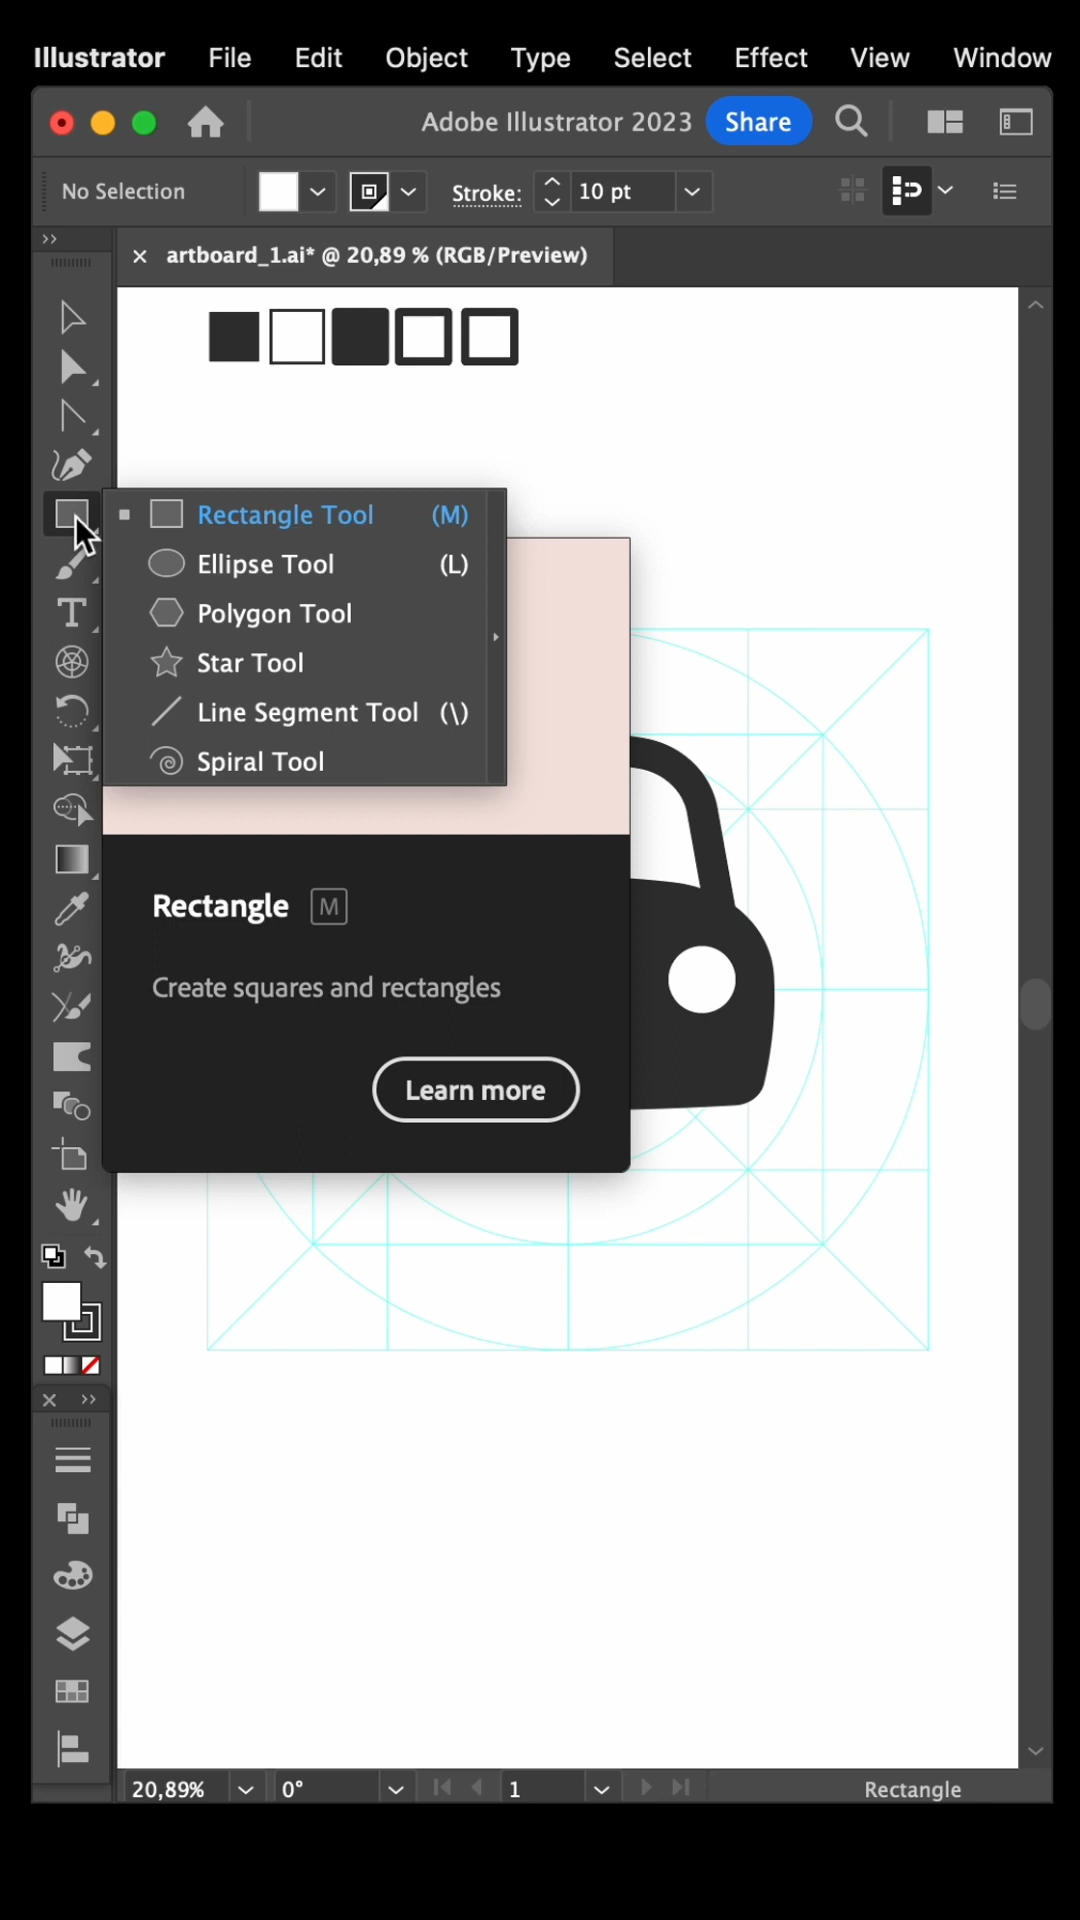 Illustrator File Edit Object Type Select Effect View Window
Adobe Illustrator 2023 Share
No Selection Stroke: 10 pt
artboard_1.ai* @ 20,89 % (RGB/Preview)
Rectangle Tool (M)
Ellipse Tool (L)
Polygon Tool
Star Tool
Line Segment Tool (\)
Spiral Tool
Rectangle M
Create squares and rectangles
Learn more
20,89% 0° 1 Rectangle